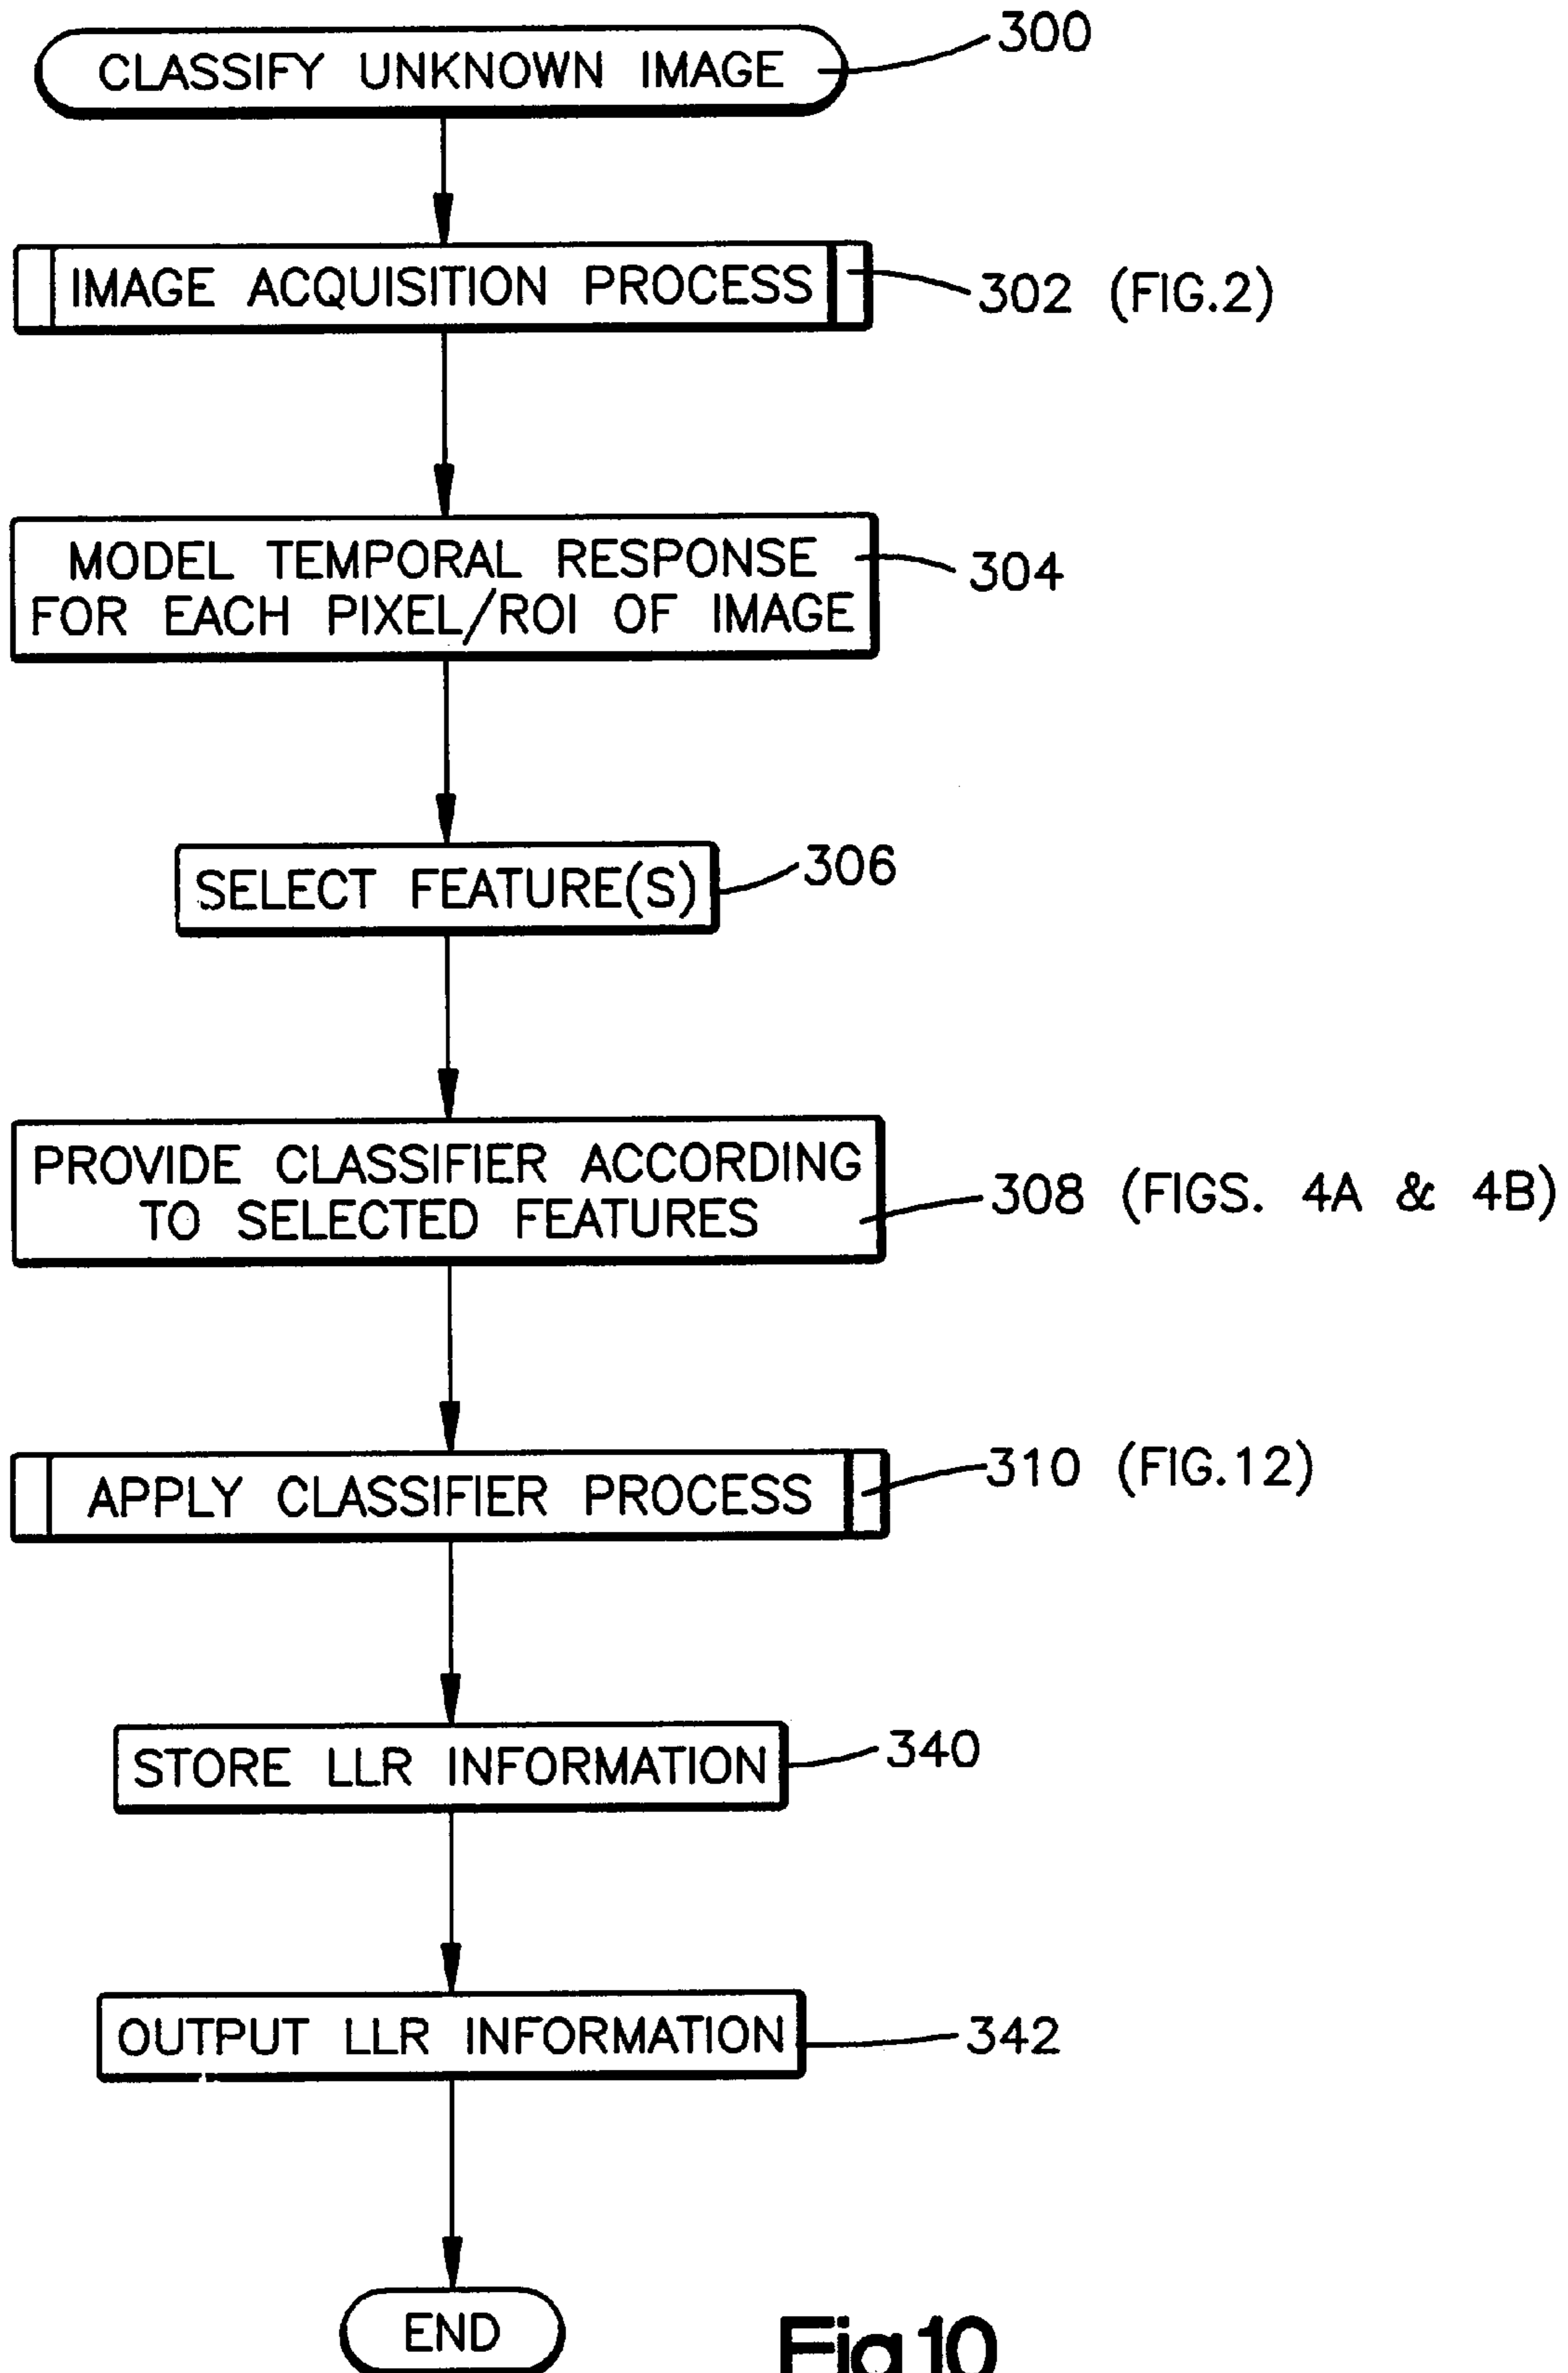 CLASSIFY UNKNOWN IMAGE
300
IMAGE ACQUISITION PROCESS
302 (FIG.2)
MODEL TEMPORAL RESPONSE
FOR EACH PIXEL/ROI OF IMAGE
304
SELECT FEATURE(S)
306
PROVIDE CLASSIFIER ACCORDING
TO SELECTED FEATURES
308 (FIGS. 4A & 4B)
APPLY CLASSIFIER PROCESS
310 (FIG.12)
STORE LLR INFORMATION
340
OUTPUT LLR INFORMATION
342
END
Fig 10